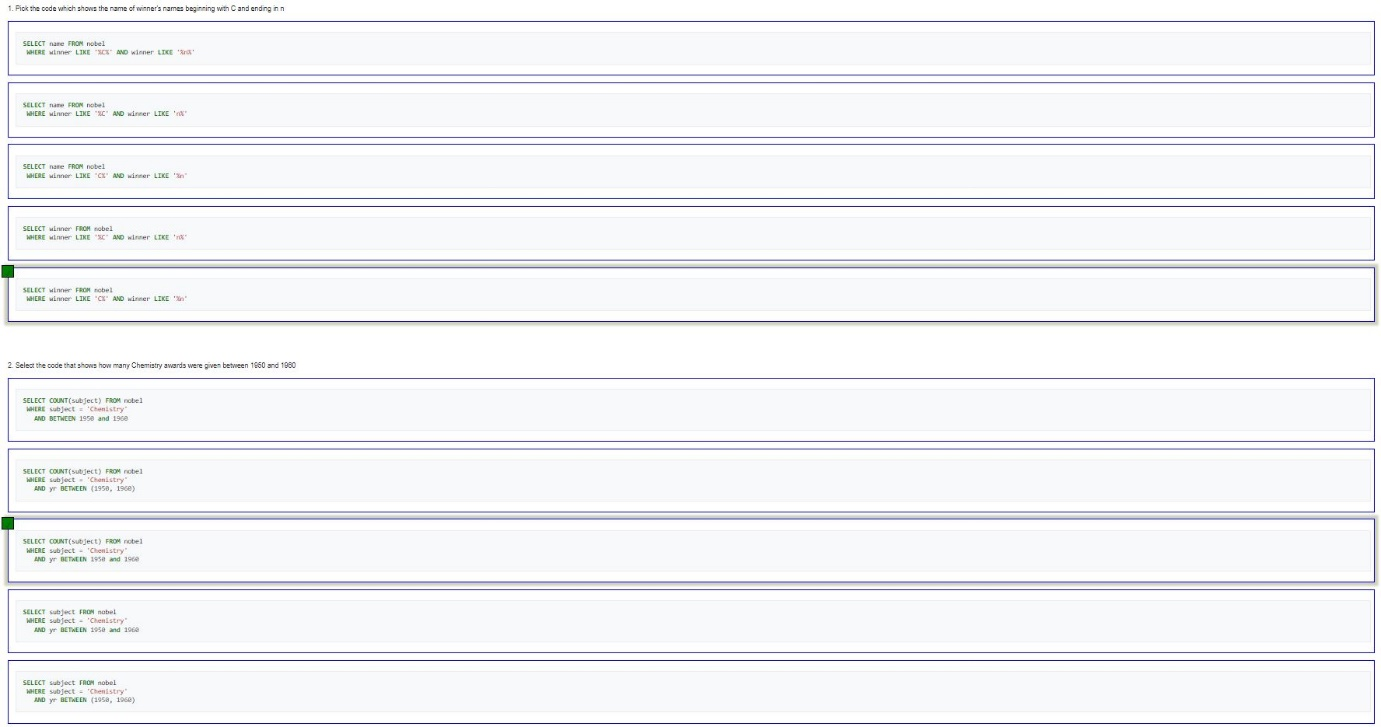 1. Pick the code which shows the name of winner's names beginning with C and ending in n
SELECT name FROM nobel
WHERE winner LIKE '%C%' AND winner LIKE '%n%'
SELECT name FROM nobel
WHERE winner LIKE '%C' AND winner LIKE 'n%'
SELECT name FROM nobel
WHERE winner LIKE 'C%' AND winner LIKE '%n'
SELECT winner FROM nobel
WHERE winner LIKE '%C' AND winner LIKE 'n%'
SELECT winner FROM nobel
WHERE winner LIKE 'C%' AND winner LIKE '%n'
2. Select the code that shows how many Chemistry awards were given between 1950 and 1960
SELECT COUNT(subject) FROM nobel
WHERE subject = 'Chemistry'
AND BETWEEN 1950 and 1960
SELECT COUNT(subject) FROM nobel
WHERE subject = 'Chemistry'
AND yr BETWEEN (1950, 1960)
SELECT COUNT(subject) FROM nobel
WHERE subject = 'Chemistry'
AND yr BETWEEN 1950 and 1960
SELECT subject FROM nobel
WHERE subject = 'Chemistry'
AND yr BETWEEN 1950 and 1960
SELECT subject FROM nobel
WHERE subject = 'Chemistry'
AND yr BETWEEN (1950, 1960)